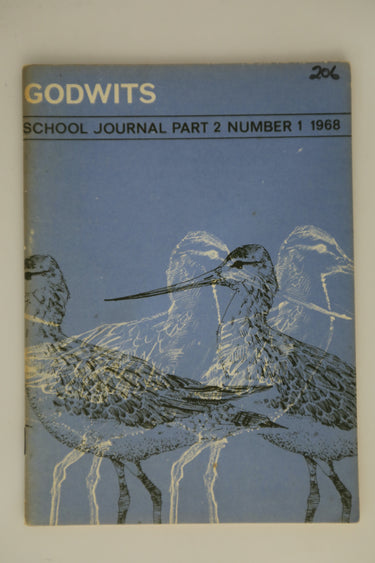 206
GODWITS
SCHOOL JOURNAL PART 2 NUMBER 1 1968